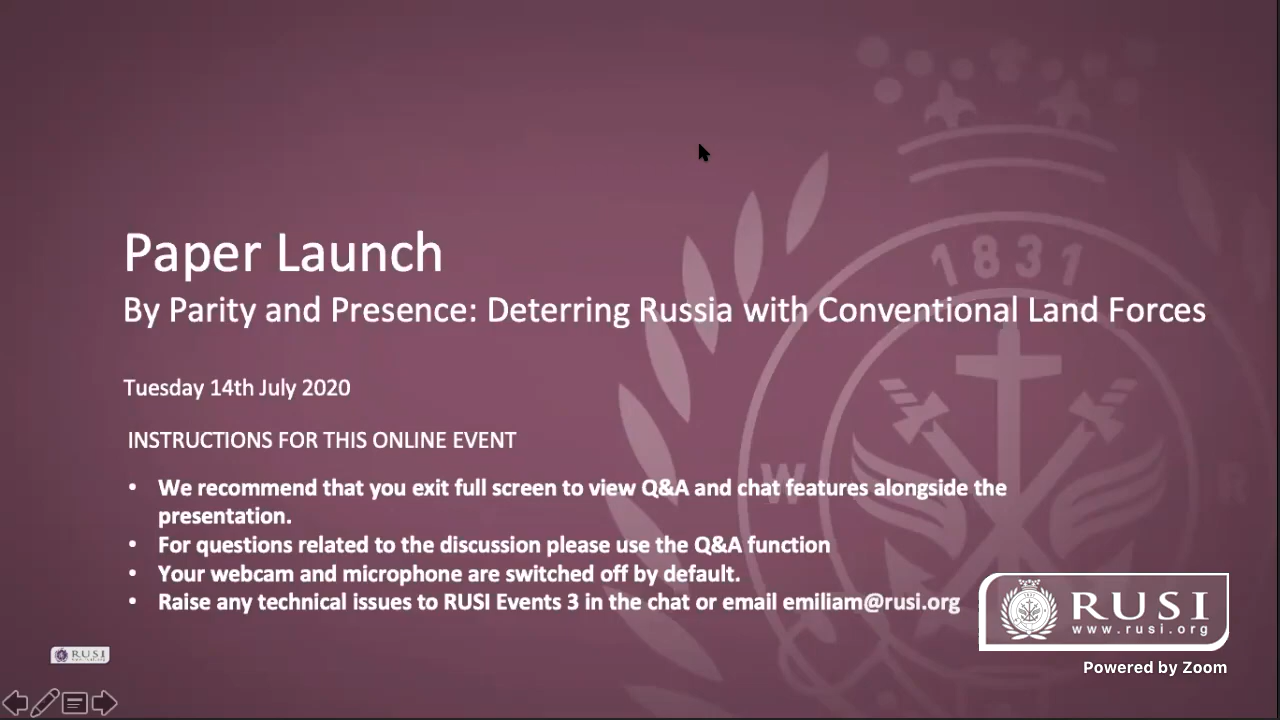 1831
W
R
Paper Launch
By Parity and Presence: Deterring Russia with Conventional Land Forces
Tuesday 14th July 2020
INSTRUCTIONS FOR THIS ONLINE EVENT
• We recommend that you exit full screen to view Q&A and chat features alongside the
presentation.
• For questions related to the discussion please use the Q&A function
• Your webcam and microphone are switched off by default.
• Raise any technical issues to RUSI Events 3 in the chat or email emiliam@rusi.org
RUSI
www.rusi.org
RUSI
Powered by Zoom